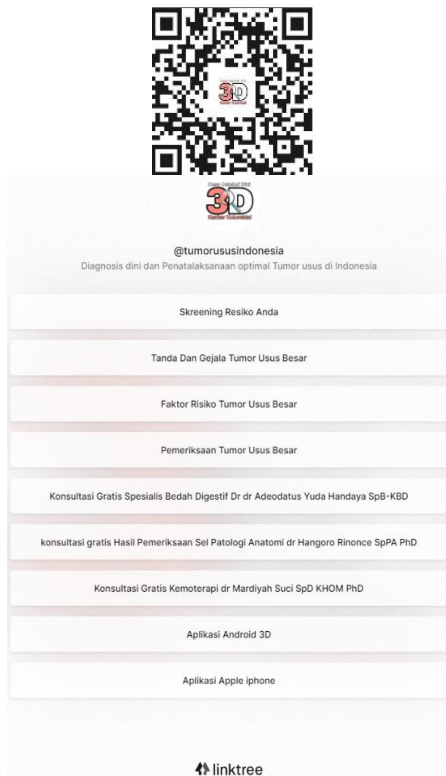 3RD
@tumorususindonesia
Diagnosis dini dan Penatalaksanaan optimal Tumor usus di Indonesia
Skreening Resiko Anda
Tanda Dan Gejala Tumor Usus Besar
Faktor Risiko Tumor Usus Besar
Pemeriksaan Tumor Usus Besar
Konsultasi Gratis Spesialis Bedah Digestif Dr dr Adeodatus Yuda Handaya SpB-KBD
konsultasi gratis Hasil Pemeriksaan Sel Patologi Anatomi dr Hangoro Rinonce SpPA PhD
Konsultasi Gratis Kemoterapi dr Mardiyah Suci SpD KHOM PhD
Aplikasi Android 3D
Aplikasi Apple iphone
linktree